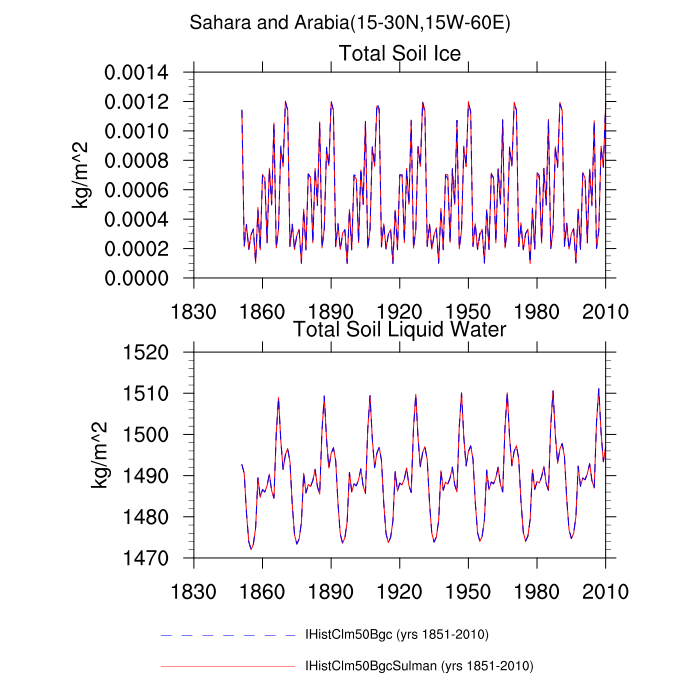 Sahara and Arabia(15-30N,15W-60E)
Total Soil Ice
kg/m^2
0.0014
0.0012
0.0010
0.0008
0.0006
0.0004
0.0002
0.0000
1830 1860 1890 1920 1950 1980 2010
Total Soil Liquid Water
kg/m^2
1520
1510
1500
1490
1480
1470
1830 1860 1890 1920 1950 1980 2010
IHistClm50Bgc (yrs 1851-2010)
IHistClm50BgcSulman (yrs 1851-2010)